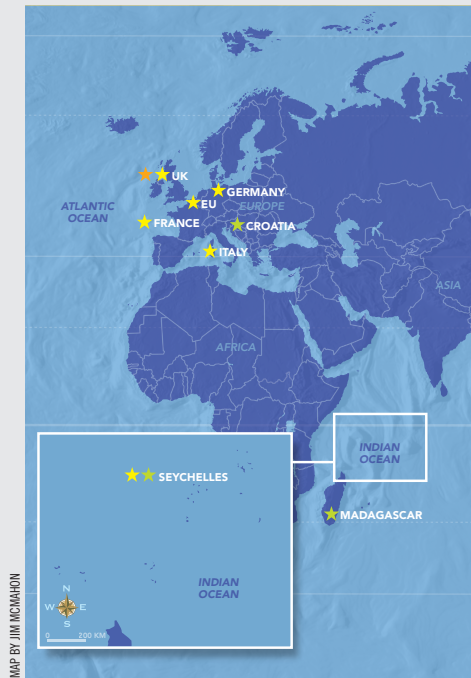 UK
GERMANY
EU
EUROPE
ATLANTIC
OCEAN
FRANCE
CROATIA
ITALY
ASIA
AFRICA
INDIAN
OCEAN
SEYCHELLES
MADAGASCAR
INDIAN
OCEAN
N
W E
S
0 200 KM
MAP BY JIM MCMAHON